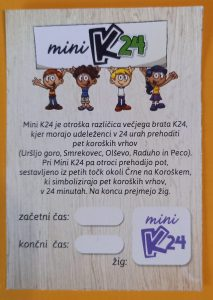 mini K24
Mini K24 je otroška različica večjega brata K24,
kjer morajo udeleženci v 24 urah prehoditi
pet koroških vrhov
(Uršljo goro, Smrekovec, Olševo, Raduho in Peco).
Pri Mini K24 pa otroci prehodijo pot,
sestavljeno iz petih točk okoli Črne na Koroškem,
ki simbolizirajo pet koroških vrhov,
v 24 minutah. Na koncu prejmejo žig.
začetni čas:
končni čas:
žig:
mini
K24